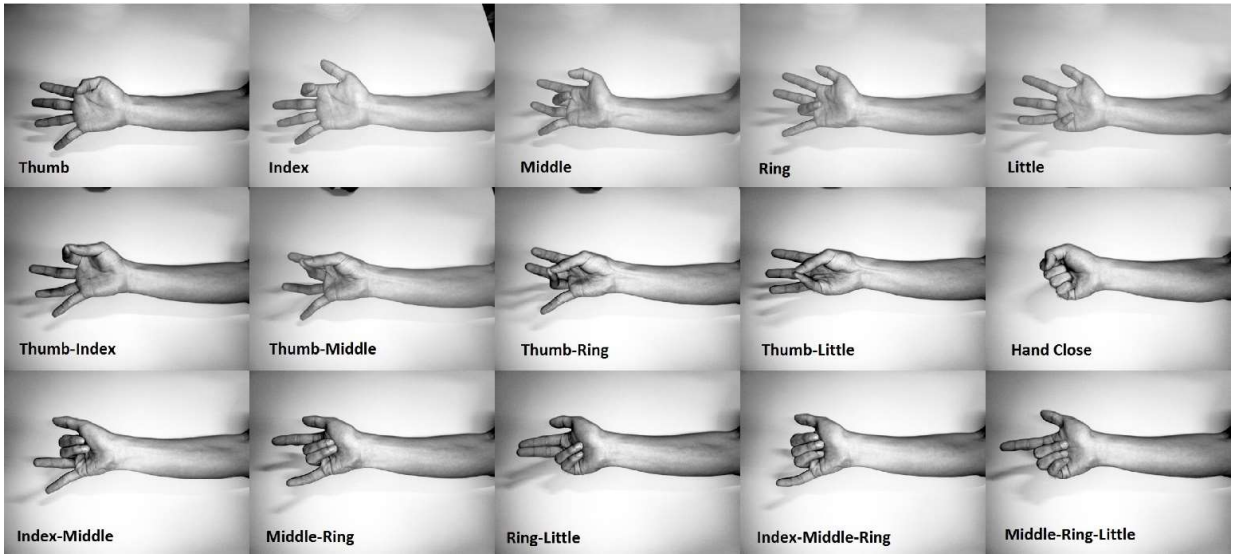 Thumb
Index
Middle
Ring
Little
Thumb-Index
Thumb-Middle
Thumb-Ring
Thumb-Little
Hand Close
Index-Middle
Middle-Ring
Ring-Little
Index-Middle-Ring
Middle-Ring-Little